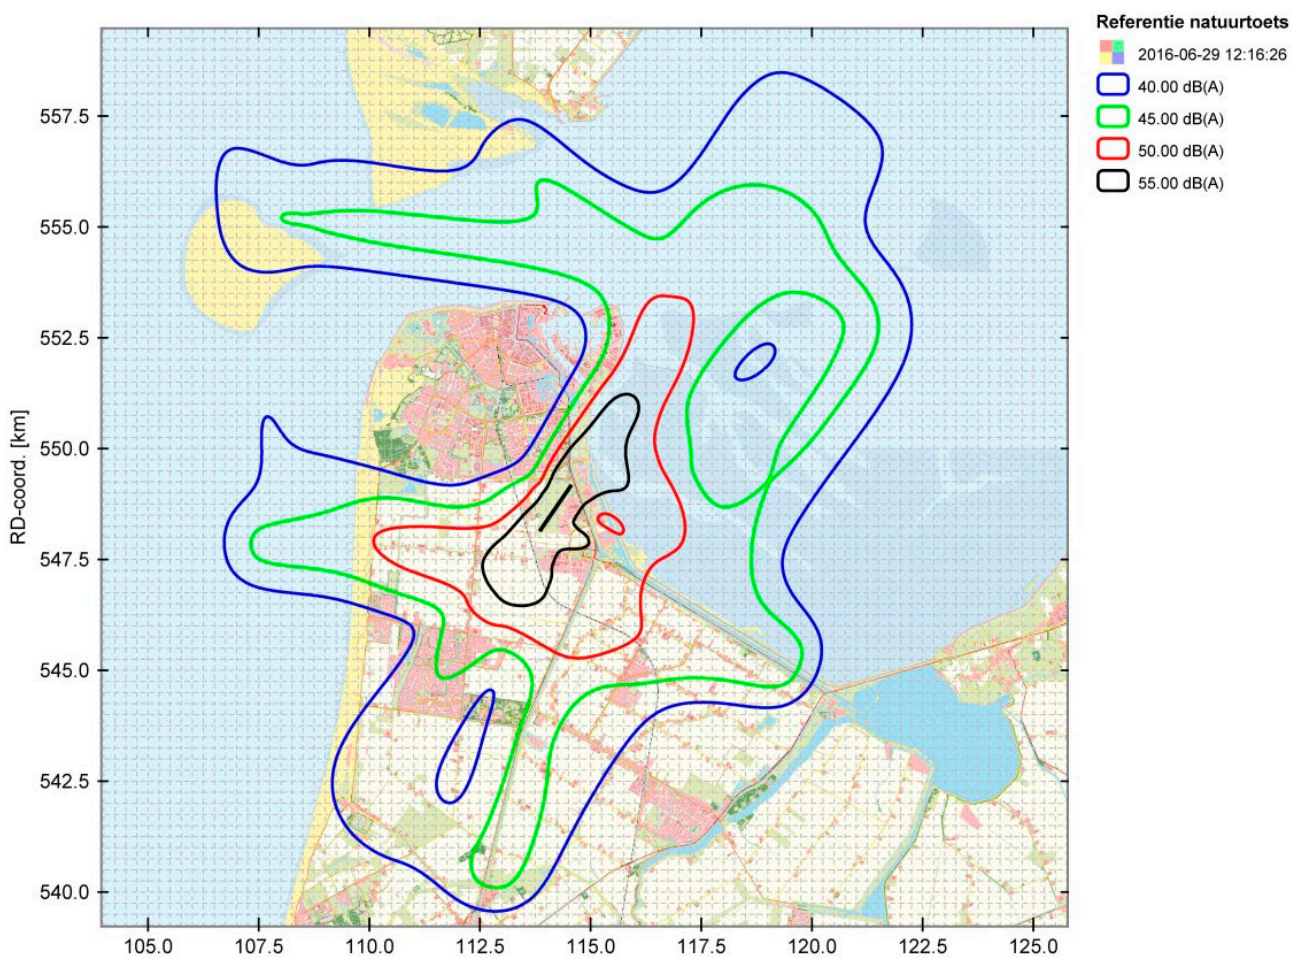 Referentie natuurtoets
2016-06-29 12:16:26
40.00 dB(A)
45.00 dB(A)
50.00 dB(A)
55.00 dB(A)
RD-coord. [km]
557.5
555.0
552.5
550.0
547.5
545.0
542.5
540.0
105.0 107.5 110.0 112.5 115.0 117.5 120.0 122.5 125.0